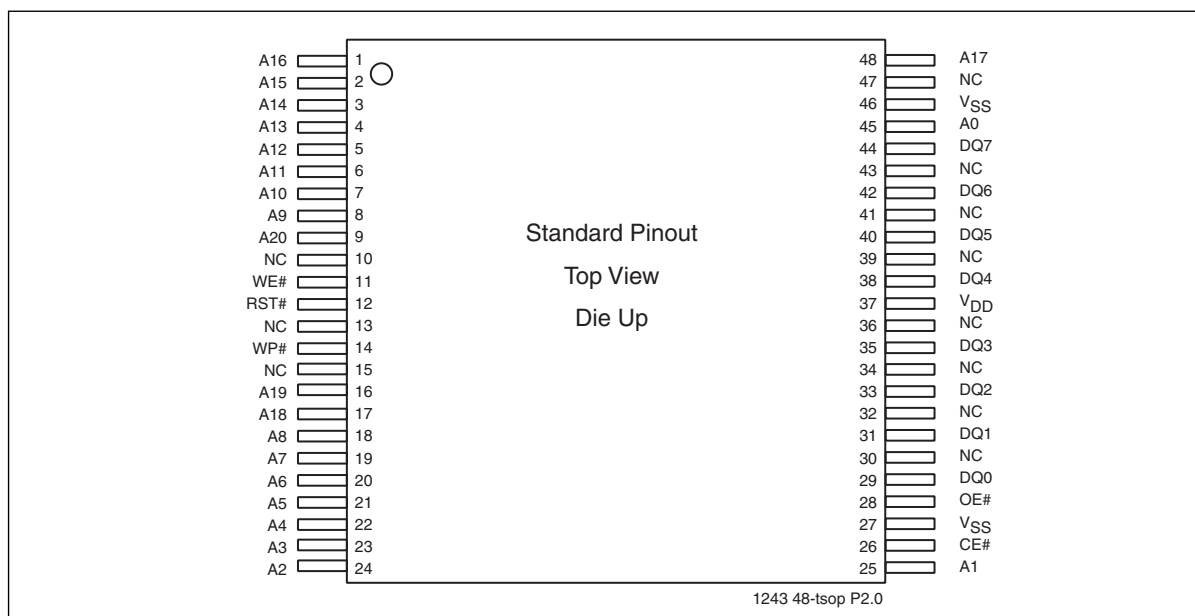 A16 1 48 A17
A15 2 47 NC
A14 3 46 VSS
A13 4 45 A0
A12 5 44 DQ7
A11 6 43 NC
A10 7 42 DQ6
A9 8 41 NC
A20 9 40 DQ5
NC 10 39 NC
WE# 11 38 DQ4
RST# 12 37 VDD
NC 13 36 NC
WP# 14 35 DQ3
NC 15 34 NC
A19 16 33 DQ2
A18 17 32 NC
A8 18 31 DQ1
A7 19 30 NC
A6 20 29 DQ0
A5 21 28 OE#
A4 22 27 VSS
A3 23 26 CE#
A2 24 25 A1
Standard Pinout
Top View
Die Up
1243 48-tsop P2.0